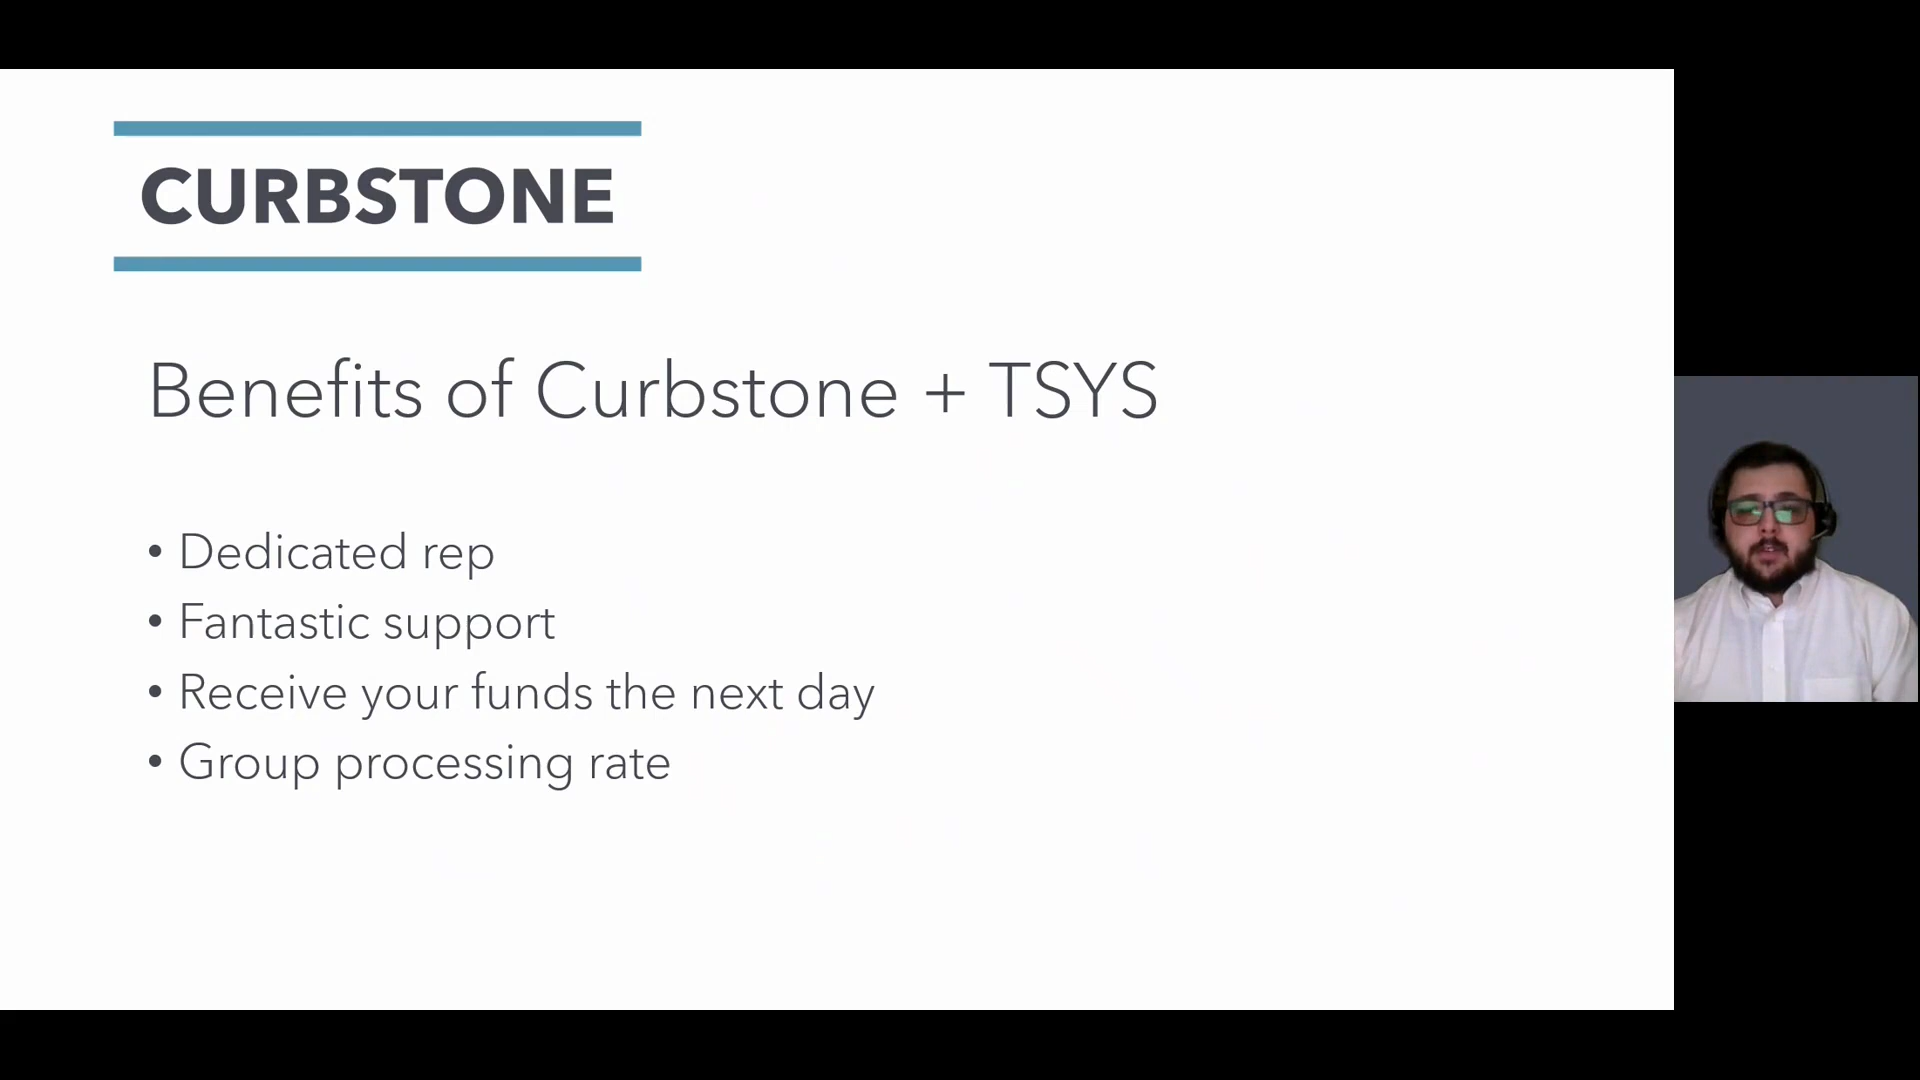 CURBSTONE
Benefits of Curbstone + TSYS
• Dedicated rep
• Fantastic support
• Receive your funds the next day
• Group processing rate